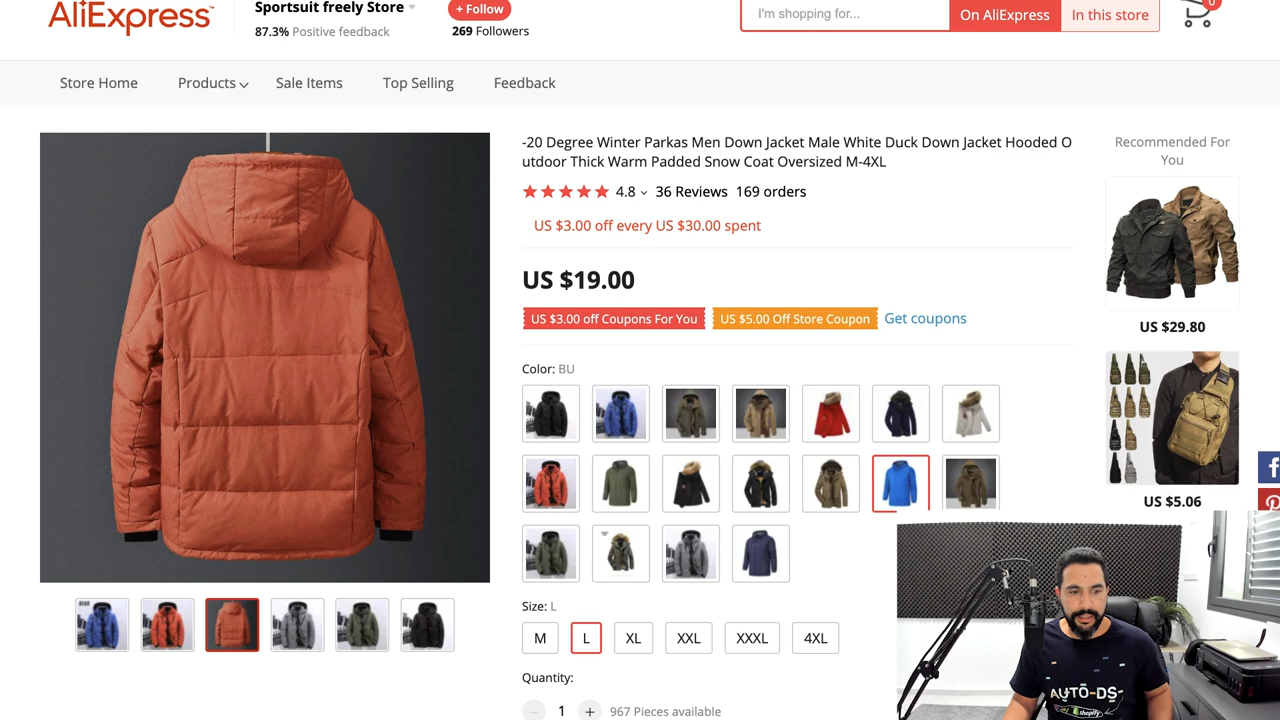 AliExpress™
Sportsuit freely Store
87.3% Positive feedback
+ Follow
269 Followers
I'm shopping for...
On AliExpress
In this store
0
Store Home
Products
Sale Items
Top Selling
Feedback
-20 Degree Winter Parkas Men Down Jacket Male White Duck Down Jacket Hooded O
utdoor Thick Warm Padded Snow Coat Oversized M-4XL
4.8 36 Reviews 169 orders
US $3.00 off every US $30.00 spent
US $19.00
US $3.00 off Coupons For You
US $5.00 Off Store Coupon
Get coupons
Color: BU
Size: L
M
L
XL
XXL
XXXL
4XL
Quantity:
1
+
967 Pieces available
Recommended For
You
US $29.80
US $5.06
AUTO-DS
shopify